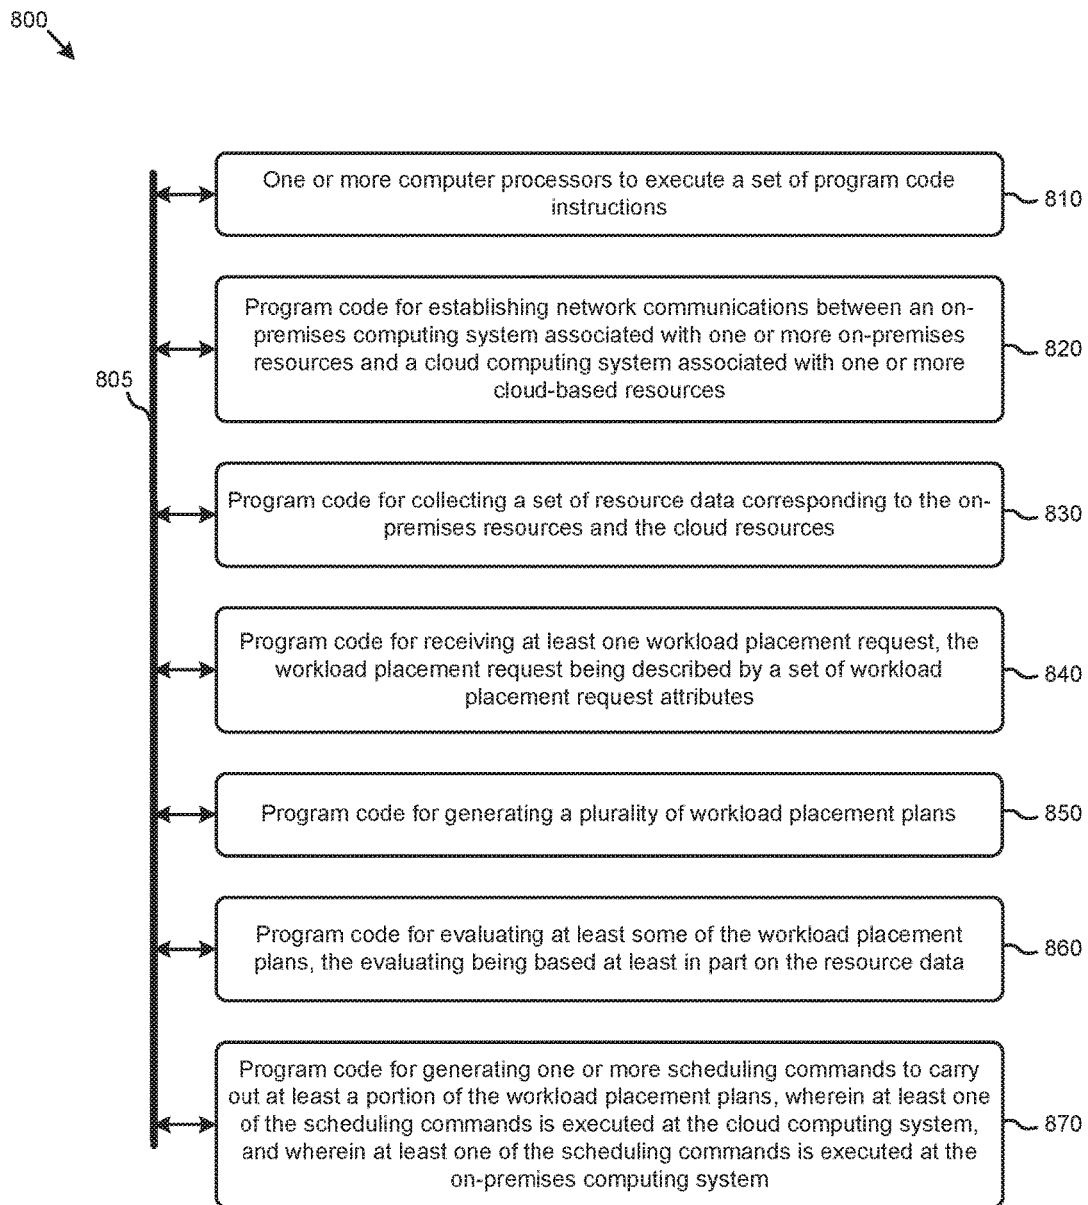 800
One or more computer processors to execute a set of program code
instructions
810
Program code for establishing network communications between an on-
premises computing system associated with one or more on-premises
resources and a cloud computing system associated with one or more
cloud-based resources
820
805
Program code for collecting a set of resource data corresponding to the on-
premises resources and the cloud resources
830
Program code for receiving at least one workload placement request, the
workload placement request being described by a set of workload
placement request attributes
840
Program code for generating a plurality of workload placement plans
850
Program code for evaluating at least some of the workload placement
plans, the evaluating being based at least in part on the resource data
860
Program code for generating one or more scheduling commands to carry
out at least a portion of the workload placement plans, wherein at least one
of the scheduling commands is executed at the cloud computing system,
and wherein at least one of the scheduling commands is executed at the
on-premises computing system
870